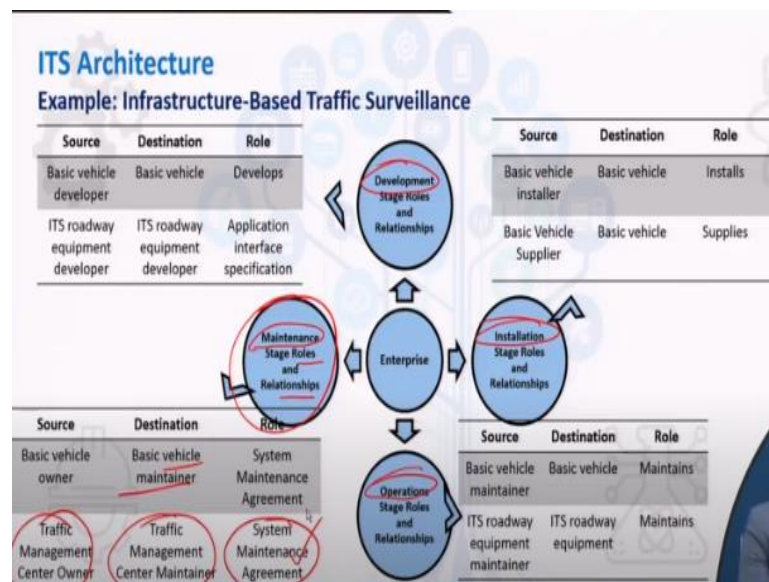 ITS Architecture
Example: Infrastructure-Based Traffic Surveillance
Source Destination Role
Basic vehicle developer Basic vehicle Develops
ITS roadway equipment developer ITS roadway equipment developer Application interface specification
Development Stage Roles and Relationships
Source Destination Role
Basic vehicle installer Basic vehicle Installs
Basic Vehicle Supplier Basic vehicle Supplies
Maintenance Stage Roles and Relationships
Enterprise
Installation Stage Roles and Relationships
Source Destination Role
Basic vehicle owner Basic vehicle maintainer System Maintenance Agreement
Traffic Management Center Owner Traffic Management Center Maintainer System Maintenance Agreement
Operations Stage Roles and Relationships
Source Destination Role
Basic vehicle maintainer Basic vehicle Maintains
ITS roadway equipment maintainer ITS roadway equipment Maintains